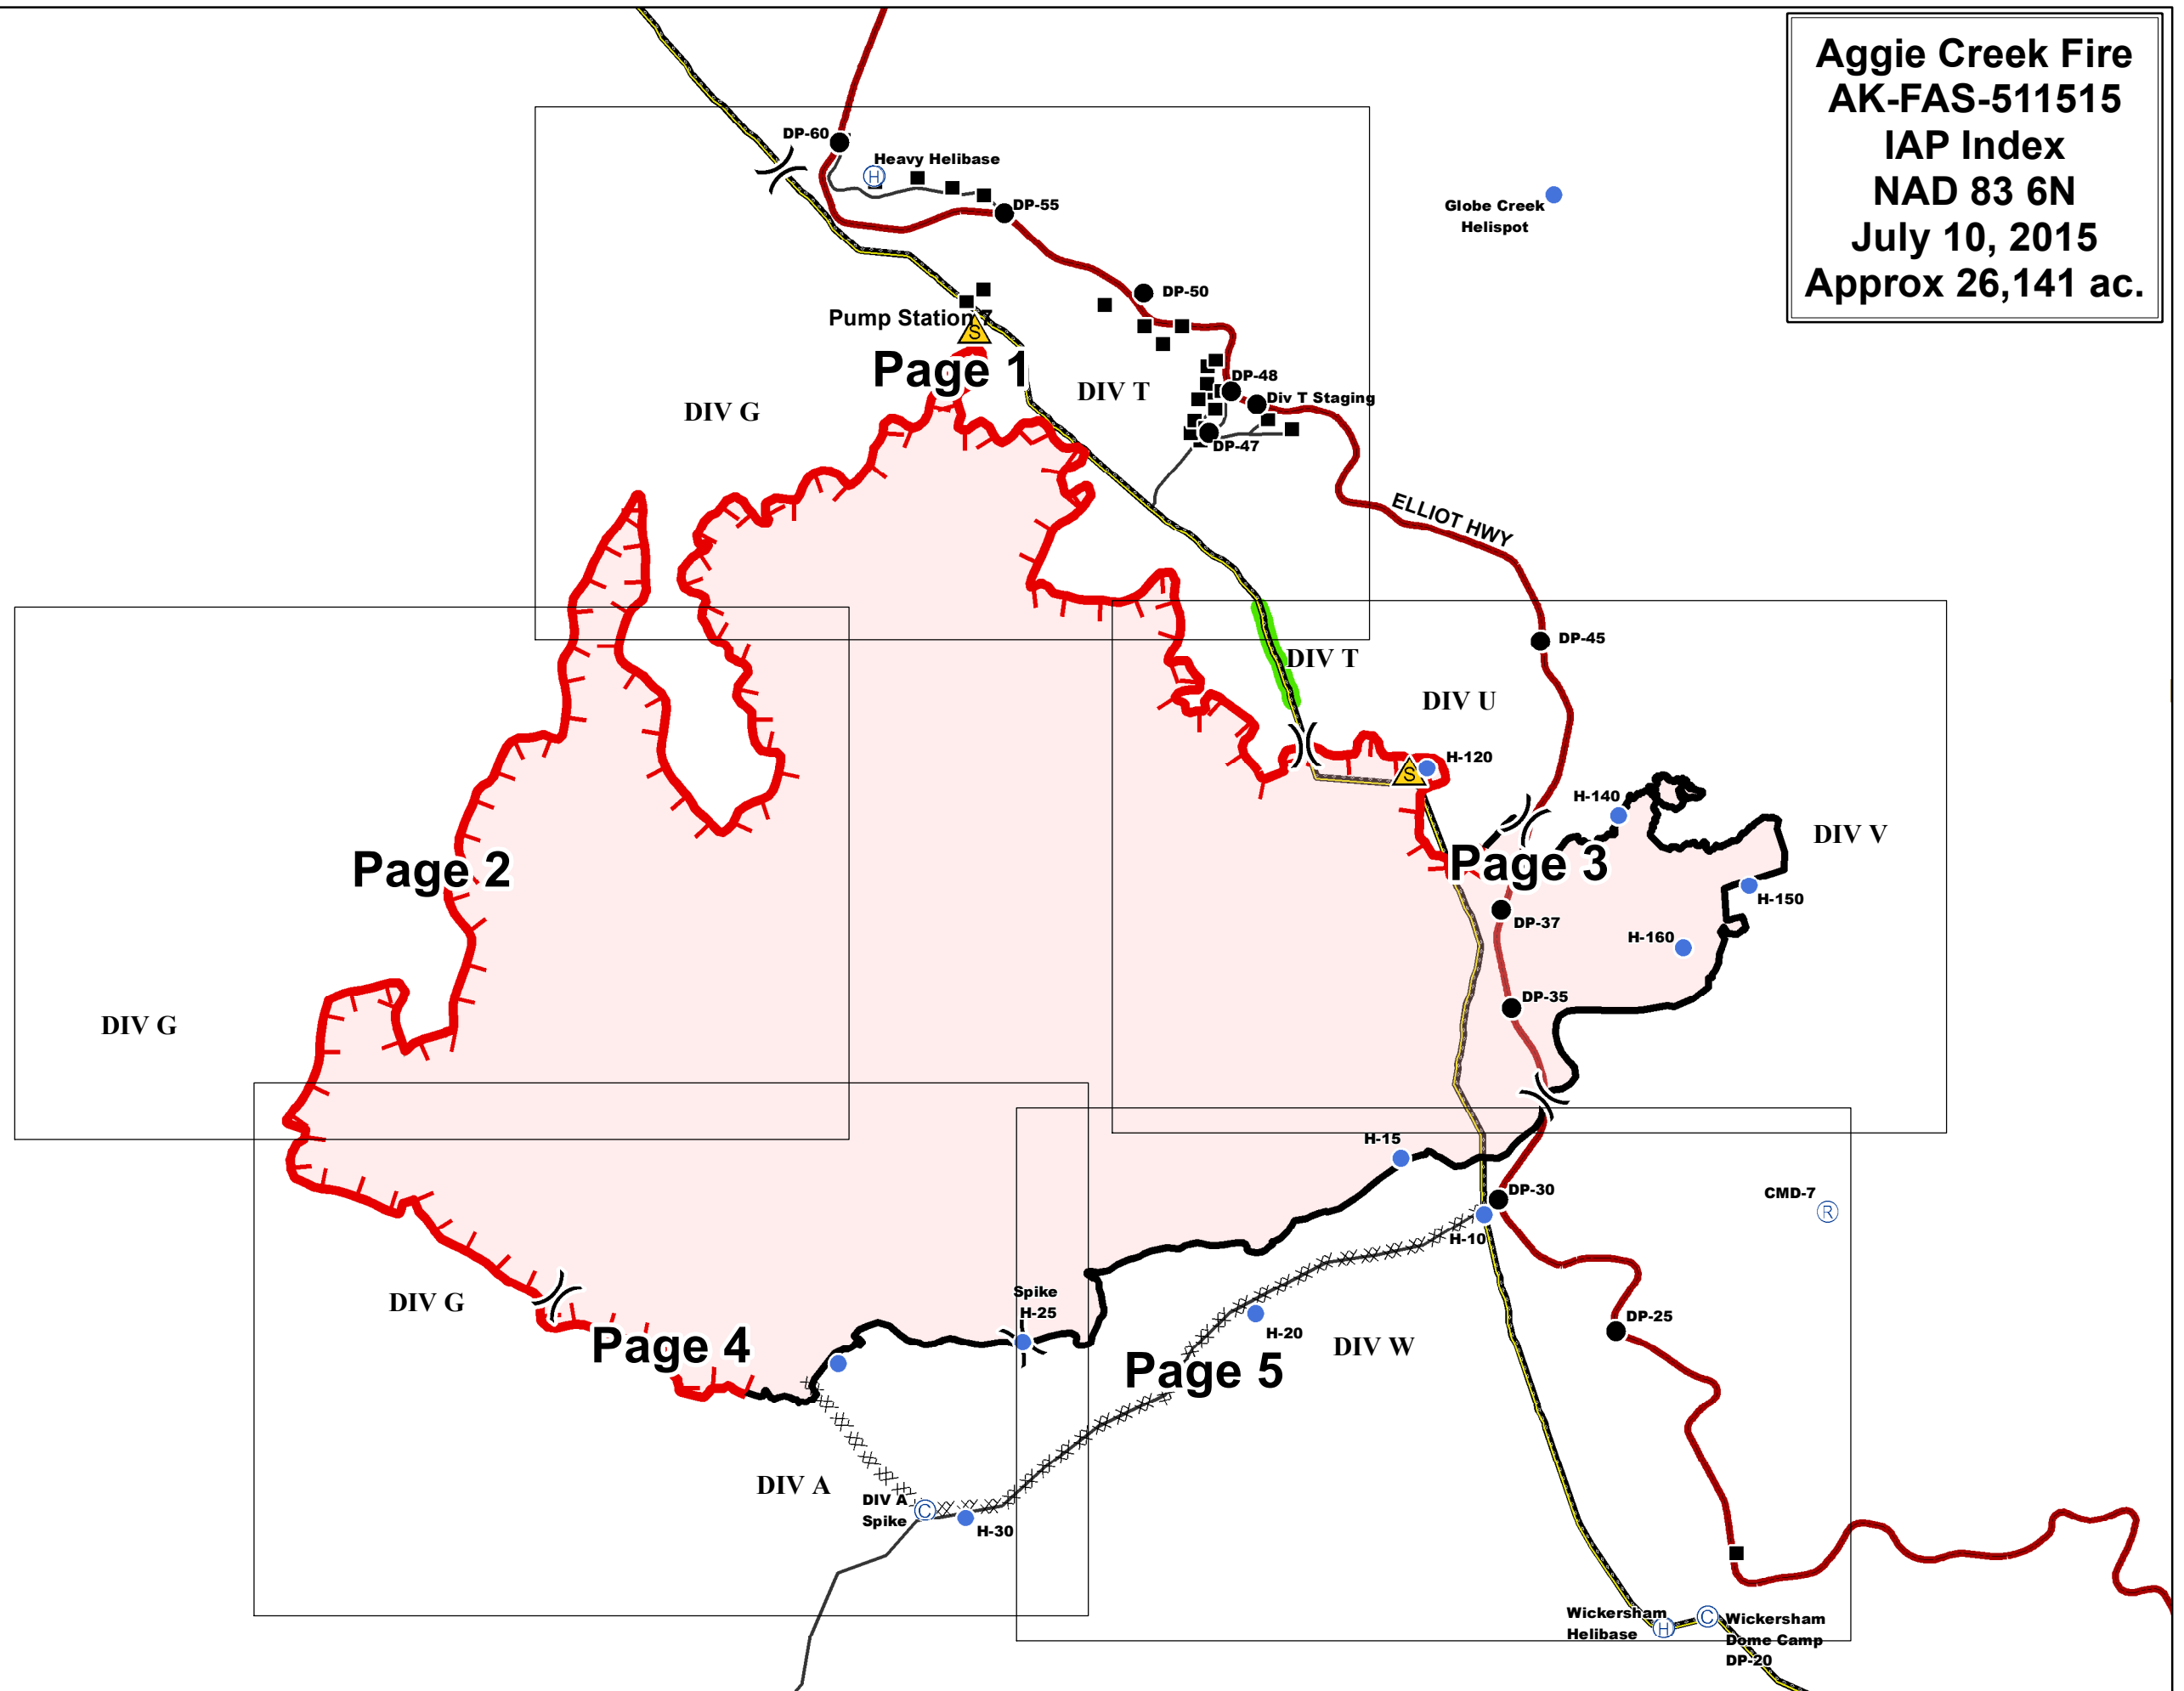 Aggie Creek Fire
AK-FAS-511515
IAP Index
NAD 83 6N
July 10, 2015
Approx 26,141 ac.
DP-60
Heavy Helibase
H
DP-55
Globe Creek
Helispot
DP-50
Pump Station 7
S
Page 1
DIV G
DIV T
DP-48
Div T Staging
DP-47
ELLIOT HWY
DP-45
DIV T
DIV U
H-120
S
H-140
DIV V
Page 2
Page 3
H-150
DP-37
H-160
DP-35
DIV G
H-15
DP-30
CMD-7
R
H-10
Spike
H-25
DIV G
DP-25
H-20
Page 4
DIV W
Page 5
DIV A
DIV A
Spike
C
H-30
Wickersham
Helibase
H
C
Wickersham
Dome Camp
DP-20